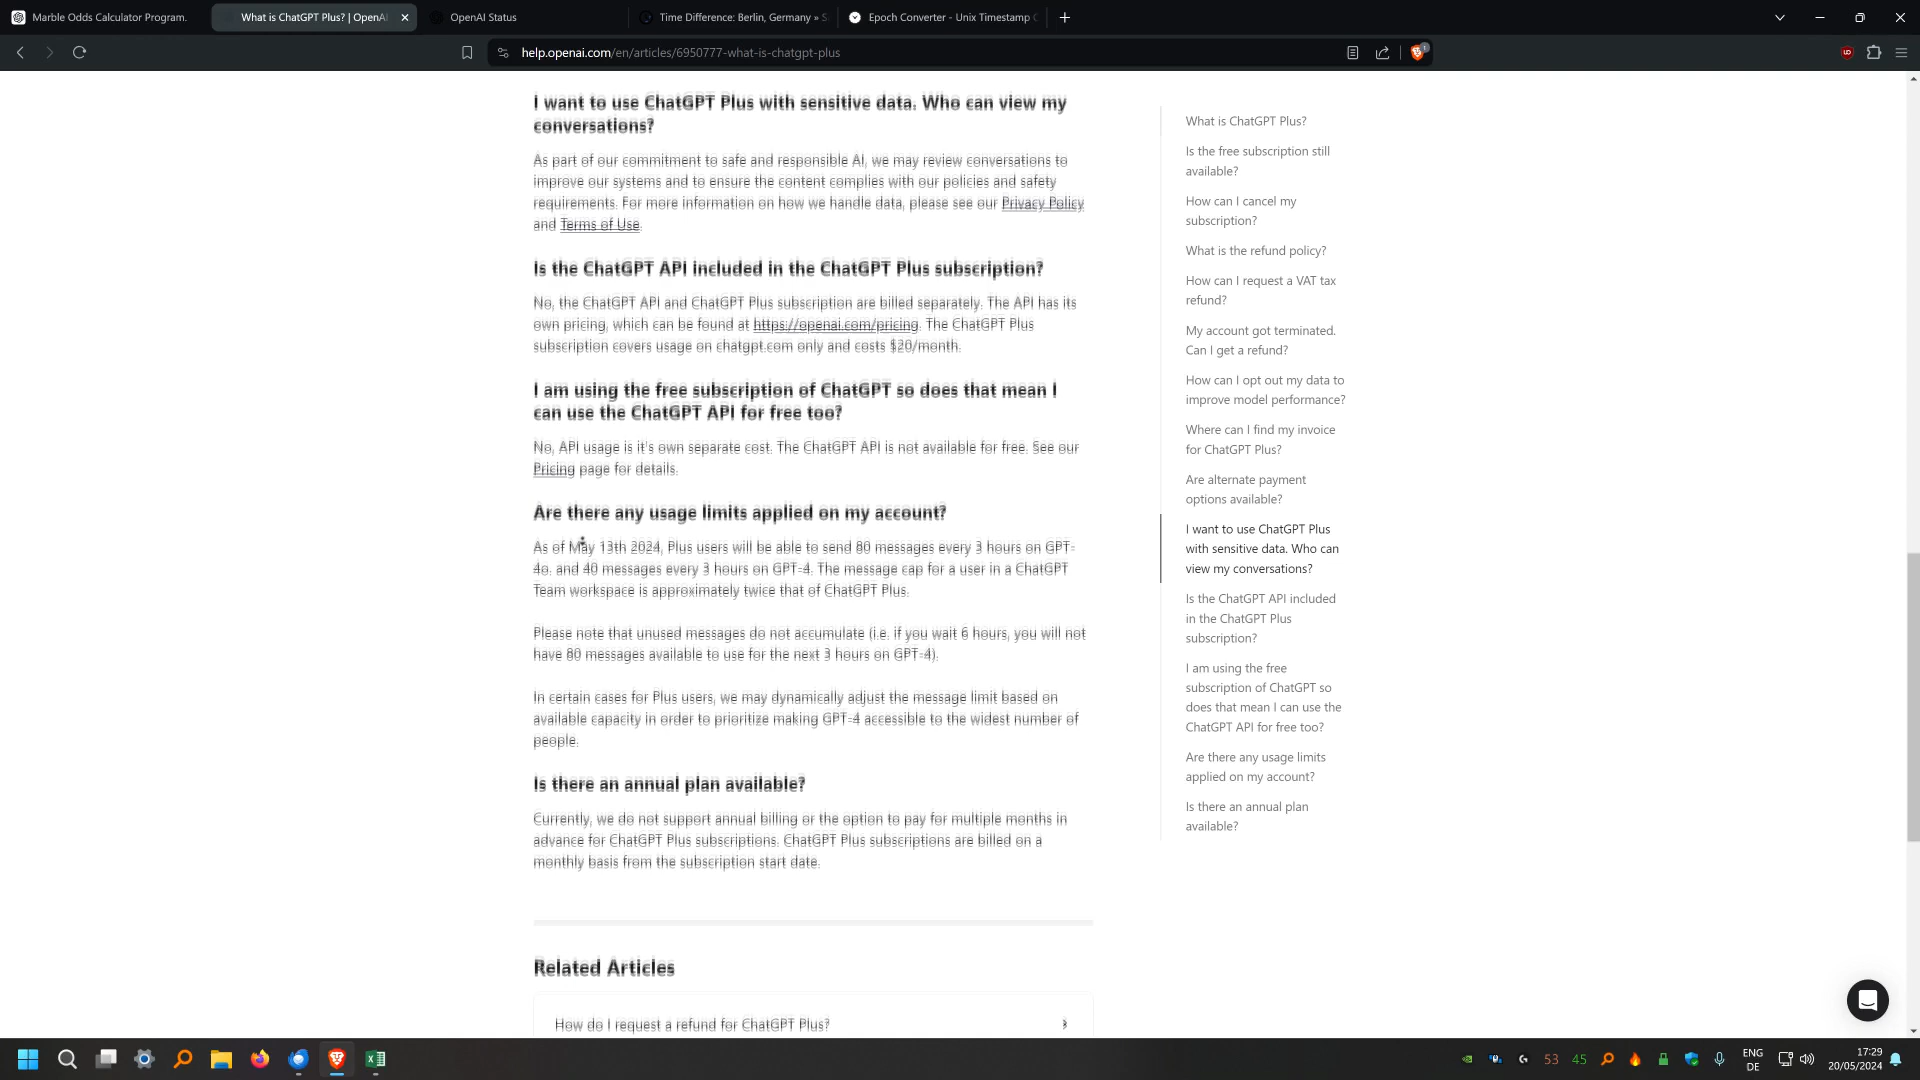 Marble Odds Calculator Program.
What is ChatGPT Plus? | OpenAI
OpenAI Status
Time Difference: Berlin, Germany »
Epoch Converter - Unix Timestamp
help.openai.com/en/articles/6950777-what-is-chatgpt-plus
I want to use ChatGPT Plus with sensitive data. Who can view my
conversations?
As part of our commitment to safe and responsible AI, we may review conversations to
improve our systems and to ensure the content complies with our policies and safety
requirements. For more information on how we handle data, please see our Privacy Policy
and Terms of Use.
Is the ChatGPT API included in the ChatGPT Plus subscription?
No, the ChatGPT API and ChatGPT Plus subscription are billed separately. The API has its
own pricing, which can be found at https://openai.com/pricing. The ChatGPT Plus
subscription covers usage on chatgpt.com only and costs $20/month.
I am using the free subscription of ChatGPT so does that mean I
can use the ChatGPT API for free too?
No, API usage is it's own separate cost. The ChatGPT API is not available for free. See our
Pricing page for details.
Are there any usage limits applied on my account?
As of May 13th 2024, Plus users will be able to send 80 messages every 3 hours on GPT-
4o. and 40 messages every 3 hours on GPT-4. The message cap for a user in a ChatGPT
Team workspace is approximately twice that of ChatGPT Plus.
Please note that unused messages do not accumulate (i.e. if you wait 6 hours, you will not
have 80 messages available to use for the next 3 hours on GPT-4).
In certain cases for Plus users, we may dynamically adjust the message limit based on
available capacity in order to prioritize making GPT-4 accessible to the widest number of
people.
Is there an annual plan available?
Currently, we do not support annual billing or the option to pay for multiple months in
advance for ChatGPT Plus subscriptions. ChatGPT Plus subscriptions are billed on a
monthly basis from the subscription start date.
Related Articles
How do I request a refund for ChatGPT Plus?
What is ChatGPT Plus?
Is the free subscription still
available?
How can I cancel my
subscription?
What is the refund policy?
How can I request a VAT tax
refund?
My account got terminated.
Can I get a refund?
How can I opt out my data to
improve model performance?
Where can I find my invoice
for ChatGPT Plus?
Are alternate payment
options available?
I want to use ChatGPT Plus
with sensitive data. Who can
view my conversations?
Is the ChatGPT API included
in the ChatGPT Plus
subscription?
I am using the free
subscription of ChatGPT so
does that mean I can use the
ChatGPT API for free too?
Are there any usage limits
applied on my account?
Is there an annual plan
available?
53
45
ENG
DE
17:29
20/05/2024